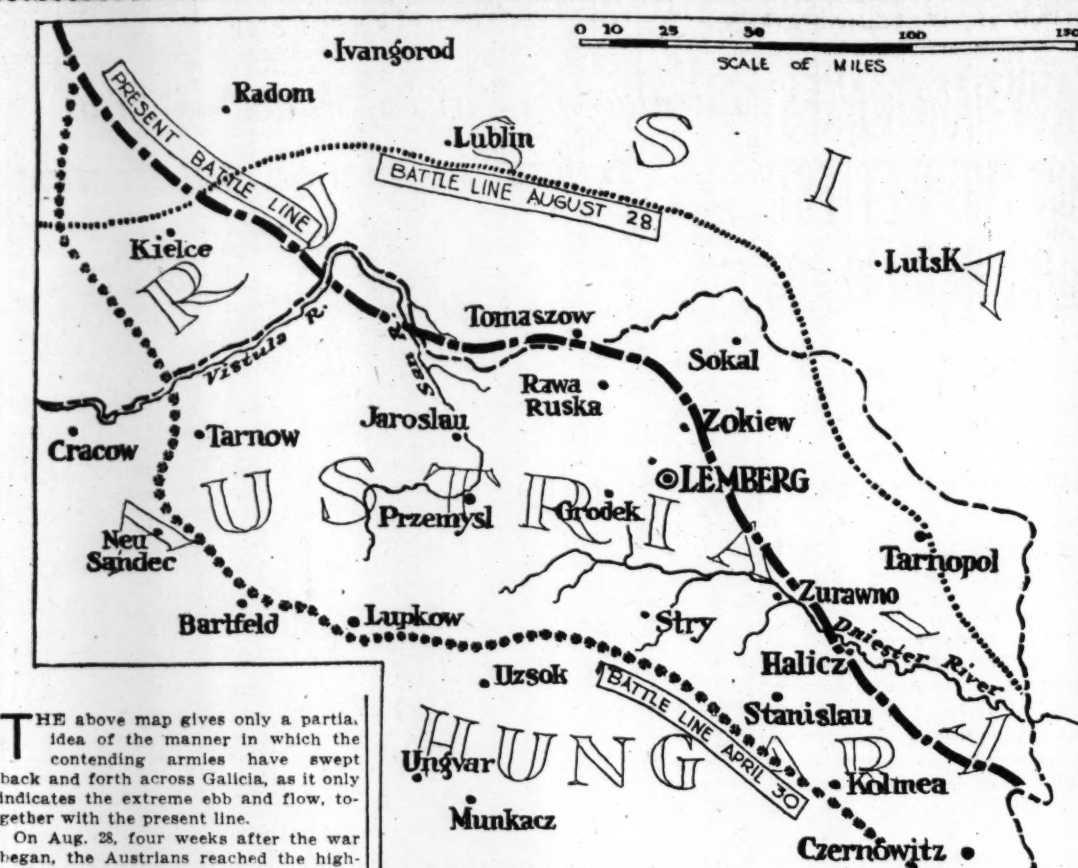 0 10 25 50 100 150
SCALE of MILES
Ivangorod
Radom
PRESENT BATTLE LINE
Lublin
BATTLE LINE AUGUST 28.
RUSSIA
Kielce
LutsK
Vistula R.
San R.
Tomaszow
Sokal
Rawa
Ruska
Jaroslau
Zokiew
Cracow
Tarnow
LEMBERG
AUSTRIA
Przemysl
Grodek
Neu
Sandec
Tarnopol
Zurawno
Bartfeld
Lupkow
Stry
Dniester River
Halicz
Uzsok
BATTLE LINE APRIL 30
Stanislau
HUNGARIA
Ungvar
Kolmea
Munkacz
Czernowitz
THE above map gives only a partia.
idea of the manner in which the
contending armies have swept
back and forth across Galicia, as it only
indicates the extreme ebb and flow, to-
gether with the present line.
On Aug. 28, four weeks after the war
began, the Austrians reached the high-